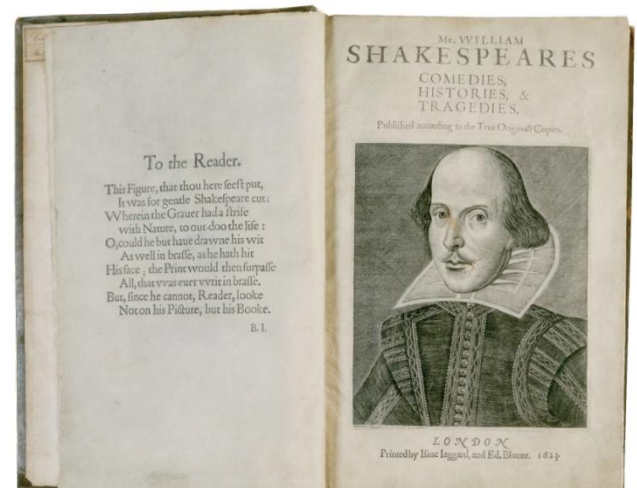 To the Reader.
This Figure, that thou here ſeeſt put,
It was for gentle Shakeſpeare cut:
VVherein the Grauer had a ſtrife
with Nature, to out-doo the life :
O, could he but haue drawne his wit
As well in braſſe, as he hath hit
His face ; the Print would then ſurpaſſe
All, that vvas euer vvrit in braſſe.
But, ſince he cannot, Reader, looke
Not on his Picture, but his Booke.
B. I.
Mr. VVILLIAM
SHAKESPEARES
COMEDIES,
HISTORIES, &
TRAGEDIES.
Publiſhed according to the True Originall Copies.
LONDON
Printed by Iſaac Iaggard, and Ed. Blount. 1623